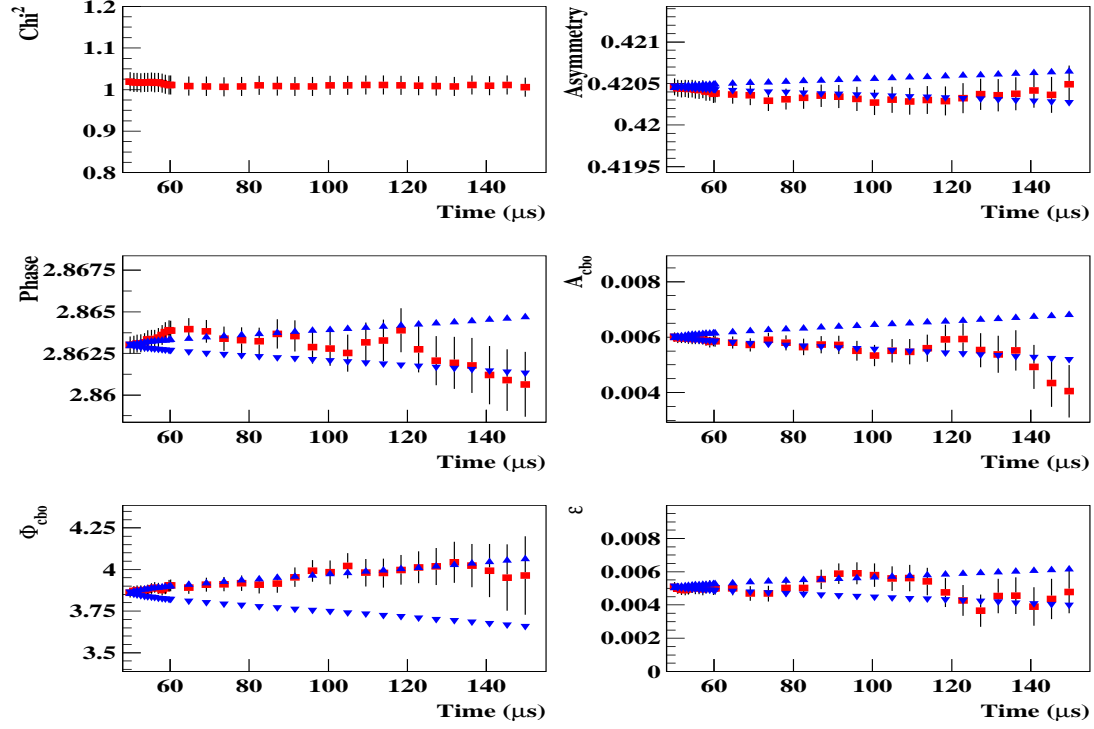 Chi²
1.2
1.1
1
0.9
0.8
60 80 100 120 140
Time (μs)
Asymmetry
0.421
0.4205
0.42
0.4195
60 80 100 120 140
Time (μs)
Phase
2.8675
2.865
2.8625
2.86
60 80 100 120 140
Time (μs)
A_cbo
0.008
0.006
0.004
60 80 100 120 140
Time (μs)
Φ_cbo
4.25
4
3.75
3.5
60 80 100 120 140
Time (μs)
ε
0.008
0.006
0.004
0.002
0
60 80 100 120 140
Time (μs)